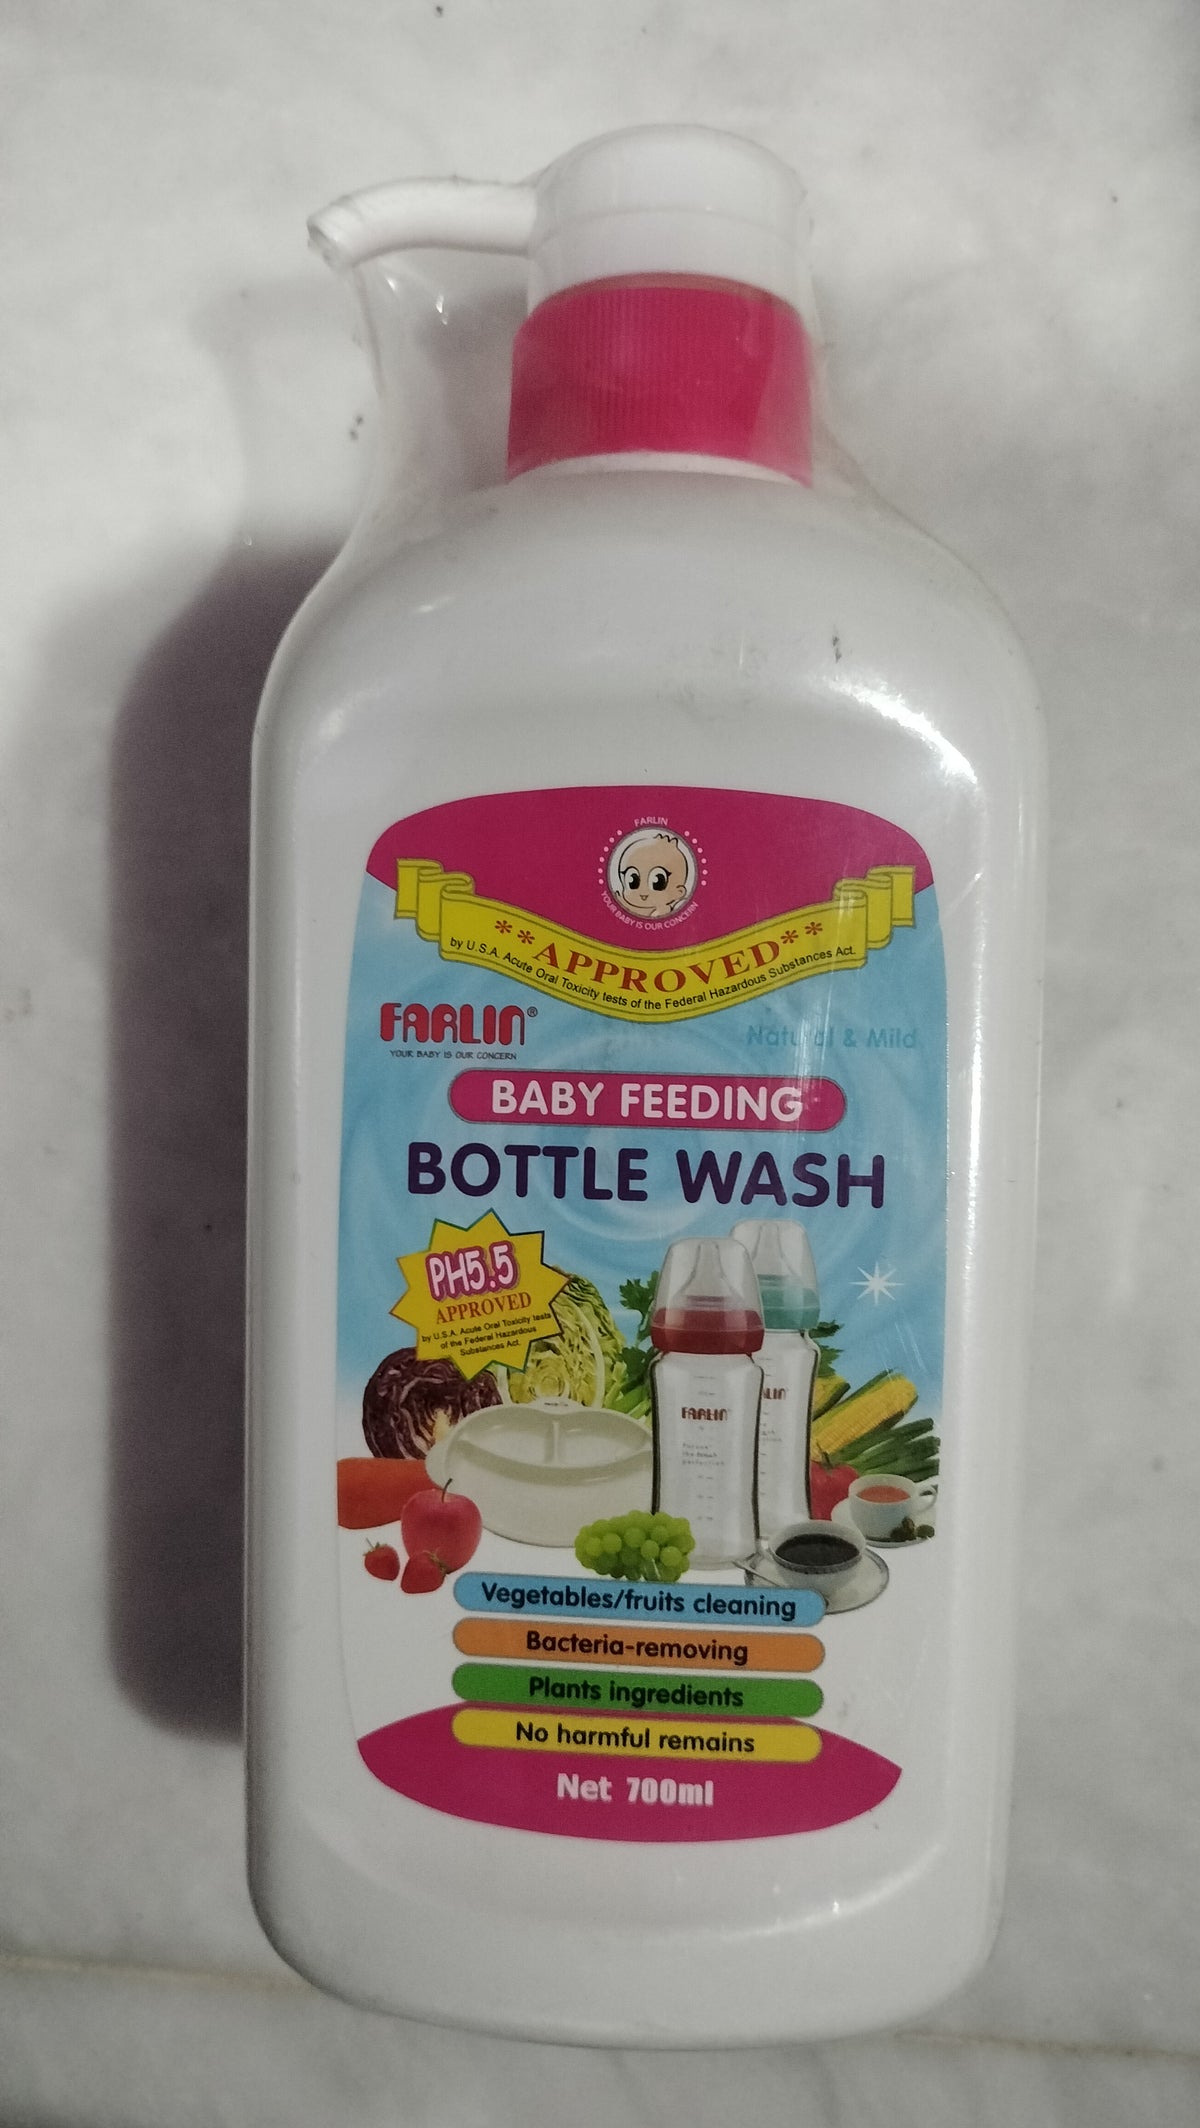 FARLIN
YOUR BABY IS OUR CONCERN
**APPROVED**
by U.S.A. Acute Oral Toxicity tests of the Federal Hazardous Substances Act.
FARLIN®
YOUR BABY IS OUR CONCERN
Natural & Mild
BABY FEEDING
BOTTLE WASH
PH5.5
APPROVED
by U.S.A. Acute Oral Toxicity tests
of the Federal Hazardous
Substances Act.
FARLIN
Vegetables/fruits cleaning
Bacteria-removing
Plants ingredients
No harmful remains
Net 700ml